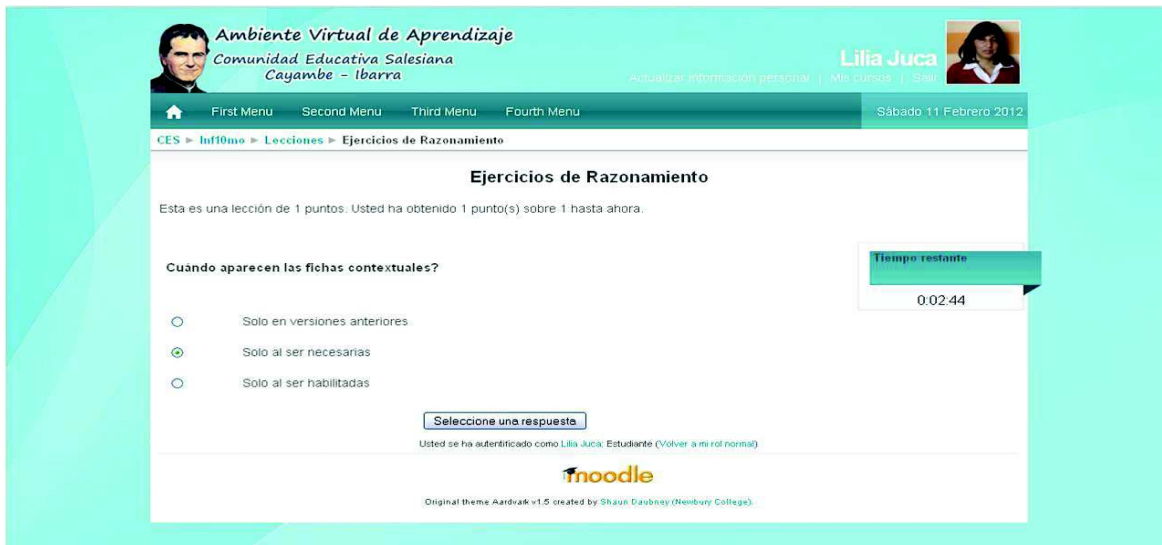 Ambiente Virtual de Aprendizaje
Comunidad Educativa Salesiana
Cayambe - Ibarra
Lilia Juca
Actualizar información personal | Mis cursos | Salir
First Menu Second Menu Third Menu Fourth Menu Sábado 11 Febrero 2012
CES ► Inf10mo ► Lecciones ► Ejercicios de Razonamiento
Ejercicios de Razonamiento
Esta es una lección de 1 puntos. Usted ha obtenido 1 punto(s) sobre 1 hasta ahora.
Tiempo restante
0:02:44
Cuándo aparecen las fichas contextuales?
Solo en versiones anteriores
Solo al ser necesarias
Solo al ser habilitadas
Seleccione una respuesta
Usted se ha autentificado como Lilia Juca: Estudiante (Volver a mi rol normal)
moodle
Original theme Aardvark v1.5 created by Shaun Daubney (Newbury College).